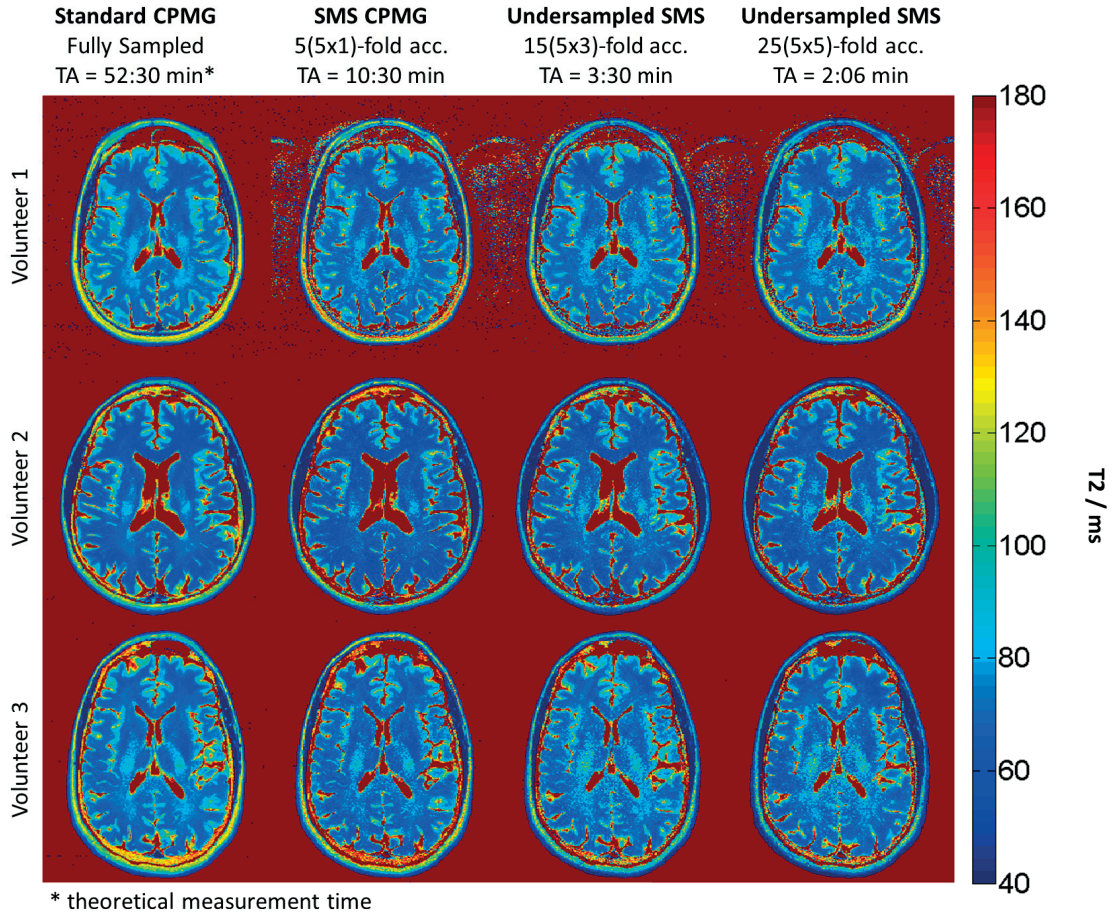 Standard CPMG
Fully Sampled
TA = 52:30 min*
SMS CPMG
5(5x1)-fold acc.
TA = 10:30 min
Undersampled SMS
15(5x3)-fold acc.
TA = 3:30 min
Undersampled SMS
25(5x5)-fold acc.
TA = 2:06 min
Volunteer 1
Volunteer 2
Volunteer 3
180
160
140
120
100
80
60
40
T2 / ms
* theoretical measurement time